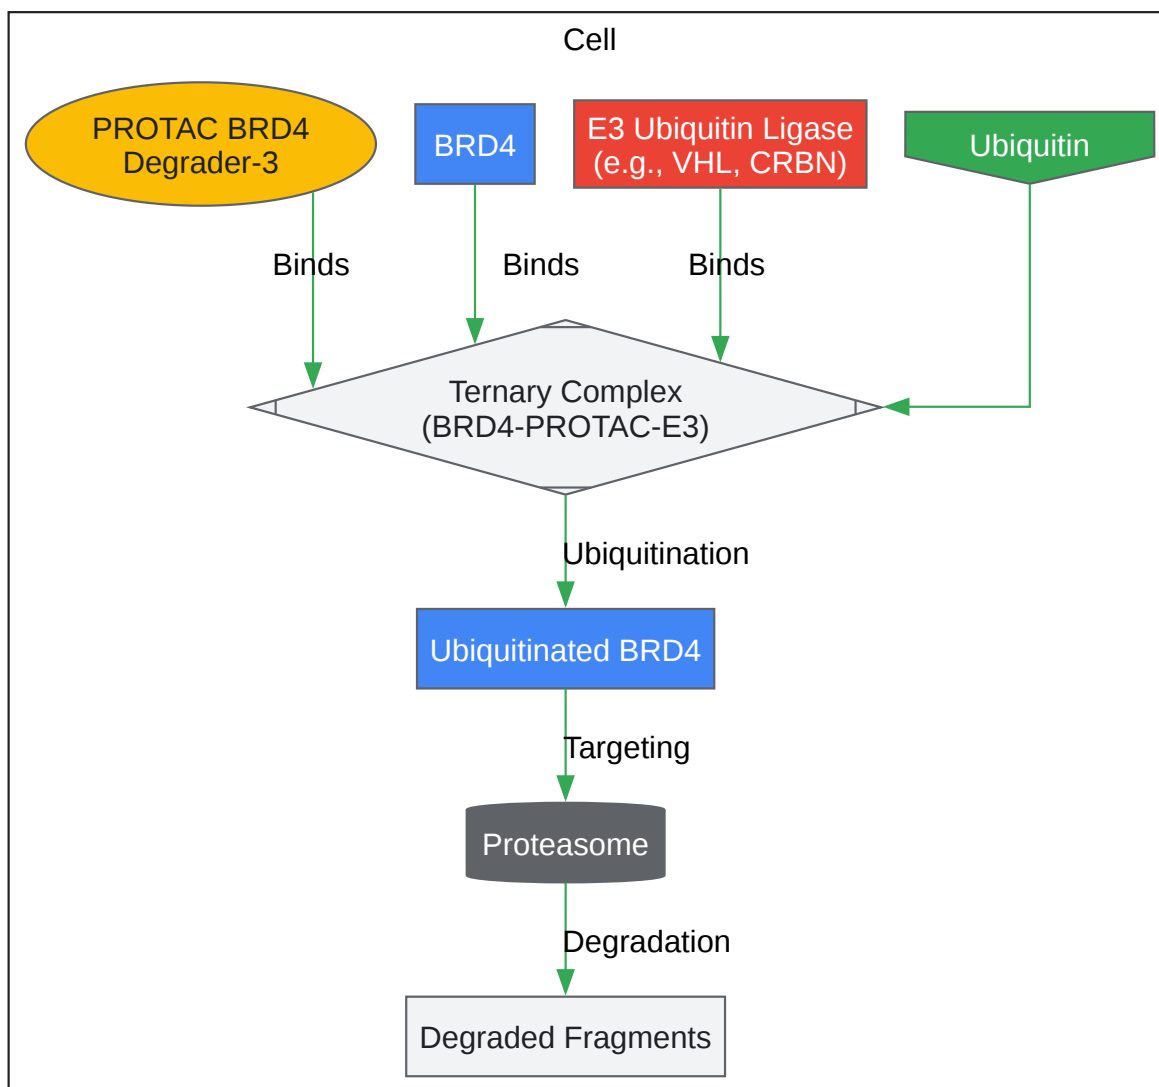 Cell
PROTAC BRD4
Degrader-3
BRD4
E3 Ubiquitin Ligase
(e.g., VHL, CRBN)
Ubiquitin
Binds
Binds
Binds
Ternary Complex
(BRD4-PROTAC-E3)
Ubiquitination
Ubiquitinated BRD4
Targeting
Proteasome
Degradation
Degraded Fragments